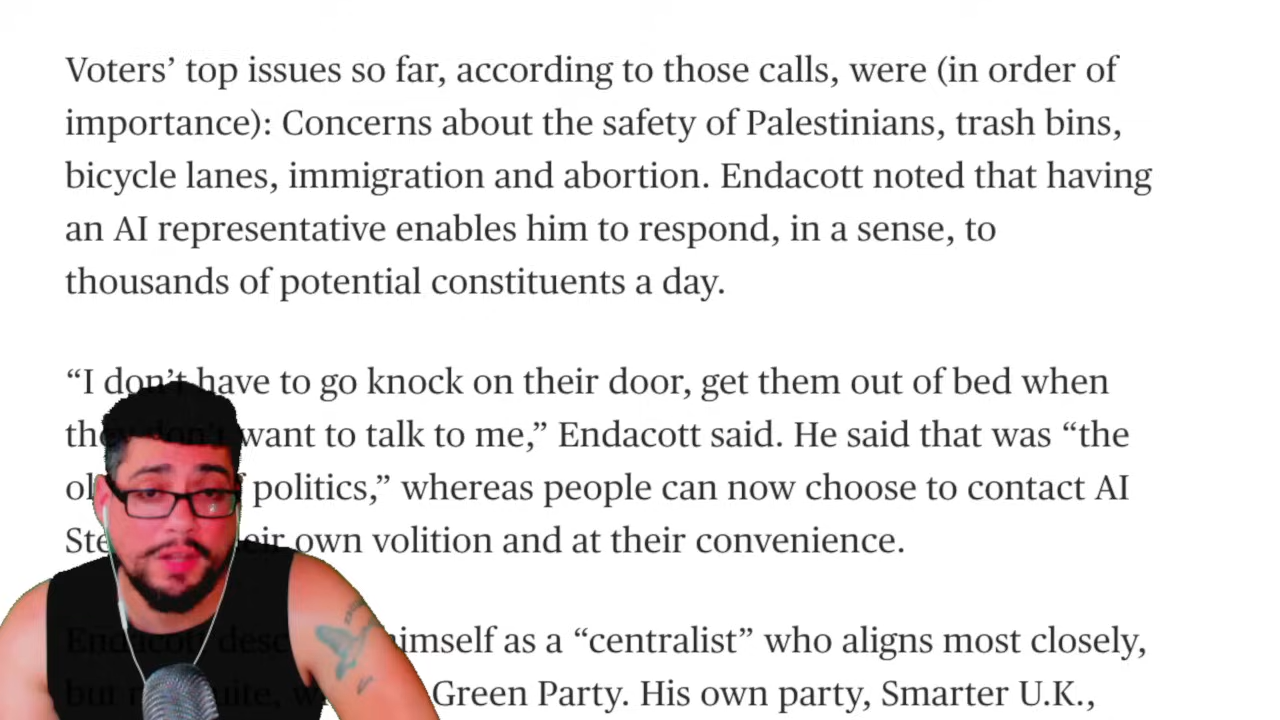 Voters’ top issues so far, according to those calls, were (in order of
importance): Concerns about the safety of Palestinians, trash bins,
bicycle lanes, immigration and abortion. Endacott noted that having
an AI representative enables him to respond, in a sense, to
thousands of potential constituents a day.
“I don’t have to go knock on their door, get them out of bed when
they don’t want to talk to me,” Endacott said. He said that was “the
politics,” whereas people can now choose to contact AI
own volition and at their convenience.
Endacott himself as a “centralist” who aligns most closely,
but Green Party. His own party, Smarter U.K.,